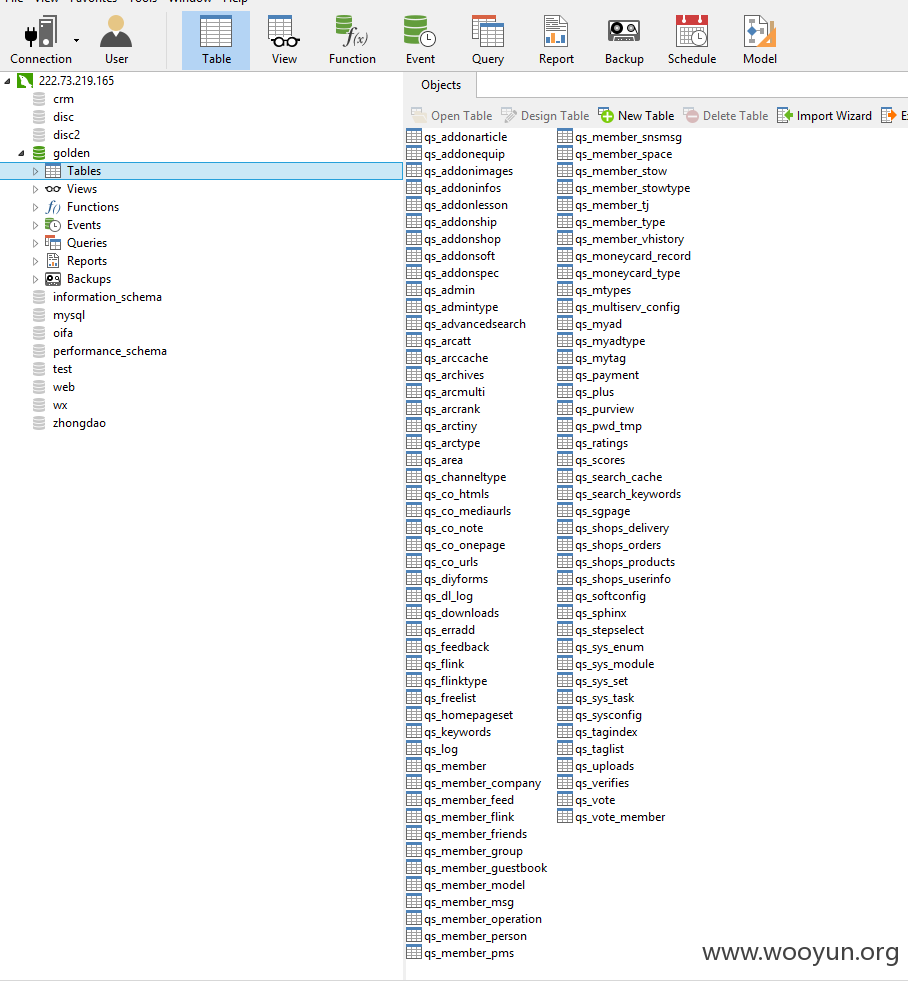 File View Favorites Tools Window Help
Connection User Table View Function Event Query Report Backup Schedule Model
222.73.219.165
crm
disc
disc2
golden
Tables
Views
Functions
Events
Queries
Reports
Backups
information_schema
mysql
oifa
performance_schema
test
web
wx
zhongdao
Objects
Open Table Design Table New Table Delete Table Import Wizard
qs_addonarticle
qs_addonequip
qs_addonimages
qs_addoninfos
qs_addonlesson
qs_addonship
qs_addonshop
qs_addonsoft
qs_addonspec
qs_admin
qs_admintype
qs_advancedsearch
qs_arcatt
qs_arccache
qs_archives
qs_arcmulti
qs_arcrank
qs_arctiny
qs_arctype
qs_area
qs_channeltype
qs_co_htmls
qs_co_mediaurls
qs_co_note
qs_co_onepage
qs_co_urls
qs_diyforms
qs_dl_log
qs_downloads
qs_erradd
qs_feedback
qs_flink
qs_flinktype
qs_freelist
qs_homepageset
qs_keywords
qs_log
qs_member
qs_member_company
qs_member_feed
qs_member_flink
qs_member_friends
qs_member_group
qs_member_guestbook
qs_member_model
qs_member_msg
qs_member_operation
qs_member_person
qs_member_pms
qs_member_snsmsg
qs_member_space
qs_member_stow
qs_member_stowtype
qs_member_tj
qs_member_type
qs_member_vhistory
qs_moneycard_record
qs_moneycard_type
qs_mtypes
qs_multiserv_config
qs_myad
qs_myadtype
qs_mytag
qs_payment
qs_plus
qs_purview
qs_pwd_tmp
qs_ratings
qs_scores
qs_search_cache
qs_search_keywords
qs_sgpage
qs_shops_delivery
qs_shops_orders
qs_shops_products
qs_shops_userinfo
qs_softconfig
qs_sphinx
qs_stepselect
qs_sys_enum
qs_sys_module
qs_sys_set
qs_sys_task
qs_sysconfig
qs_tagindex
qs_taglist
qs_uploads
qs_verifies
qs_vote
qs_vote_member
www.wooyun.org